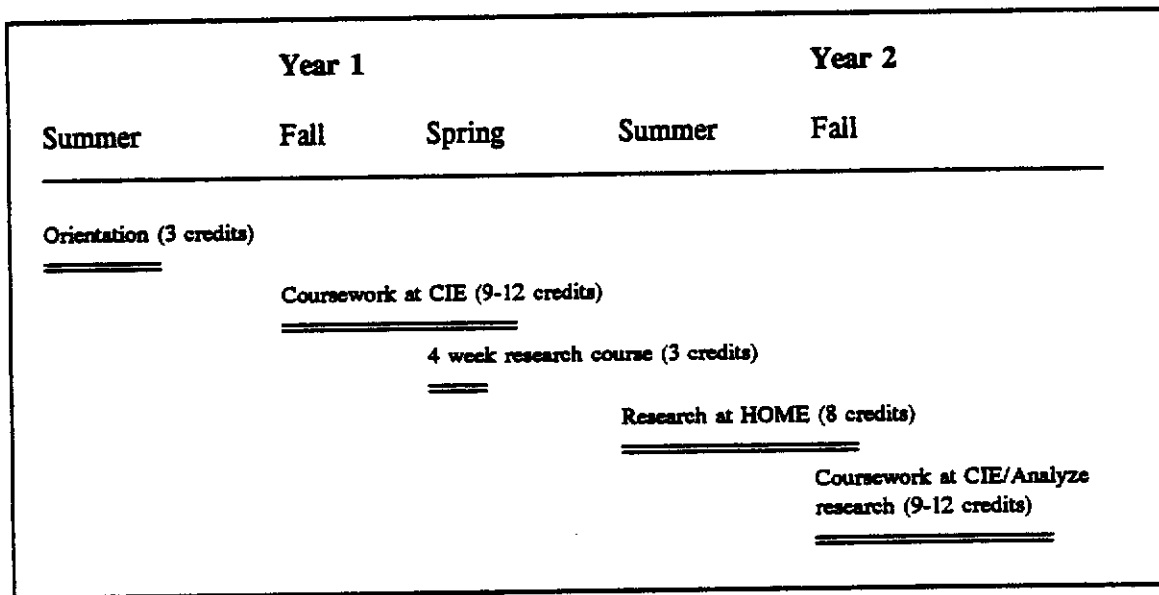 Year 1 Year 2
Summer Fall Spring Summer Fall
Orientation (3 credits)
Coursework at CIE (9-12 credits)
4 week research course (3 credits)
Research at HOME (8 credits)
Coursework at CIE/Analyze
research (9-12 credits)